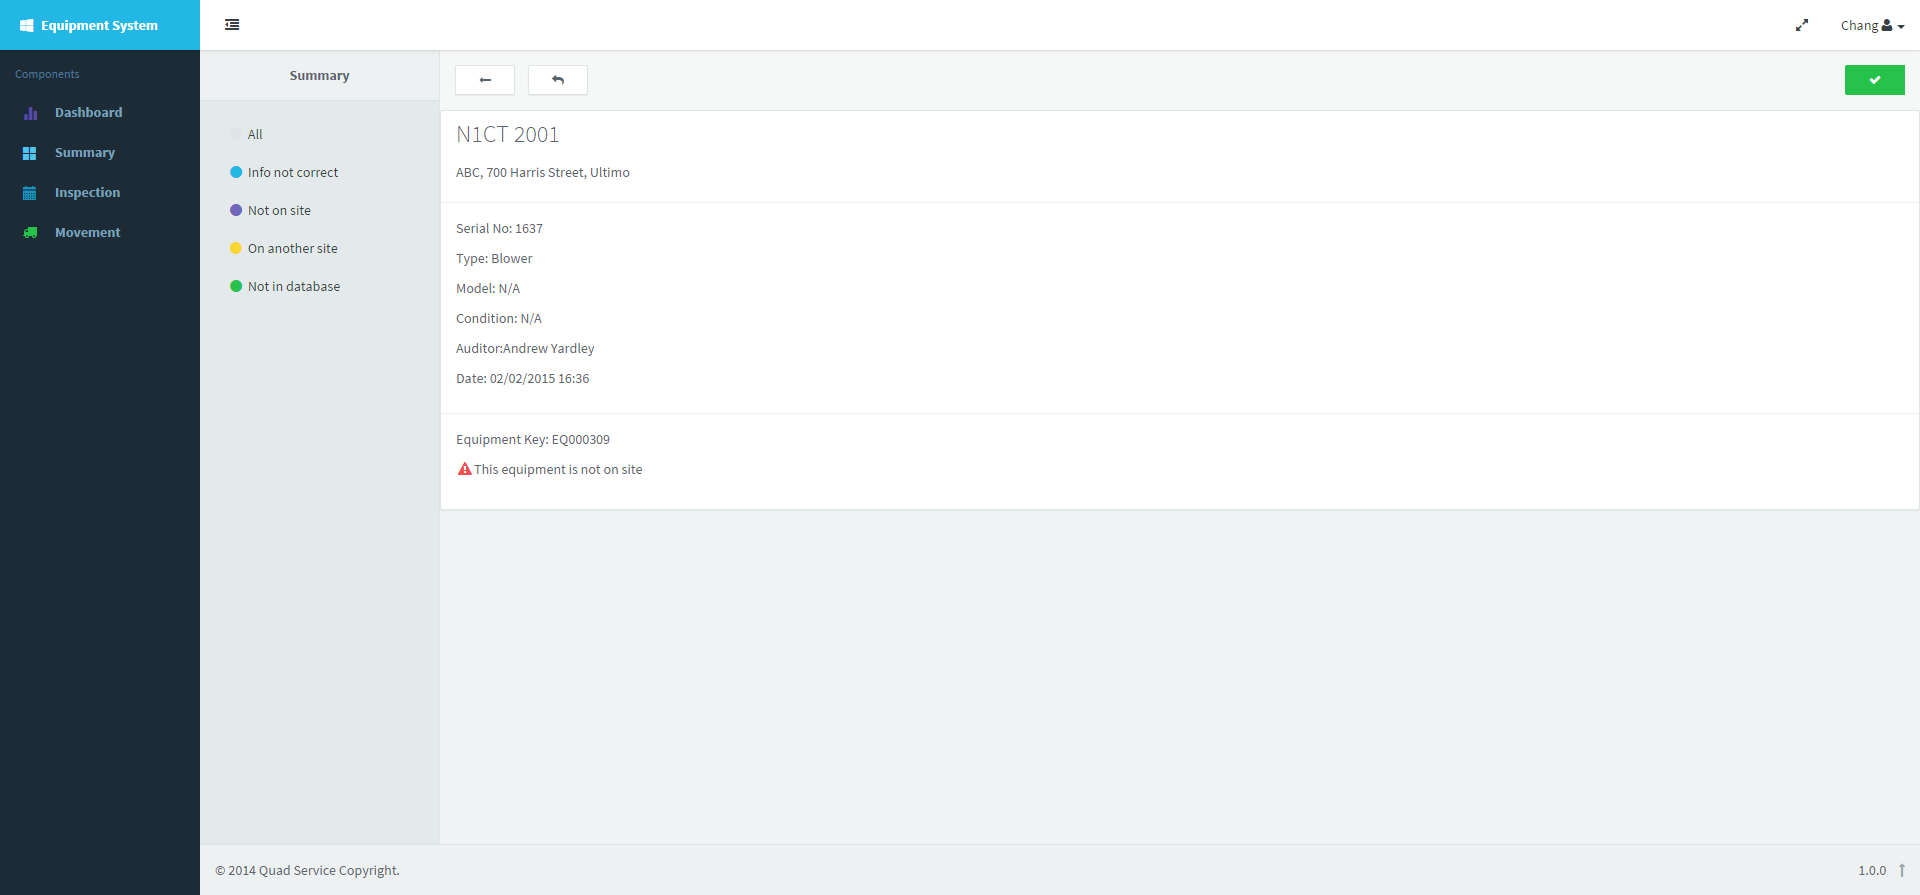 Equipment System
Chang
Components
Dashboard
Summary
Inspection
Movement
Summary
All
Info not correct
Not on site
On another site
Not in database
N1CT 2001
ABC, 700 Harris Street, Ultimo
Serial No: 1637
Type: Blower
Model: N/A
Condition: N/A
Auditor:Andrew Yardley
Date: 02/02/2015 16:36
Equipment Key: EQ000309
This equipment is not on site
© 2014 Quad Service Copyright.
1.0.0